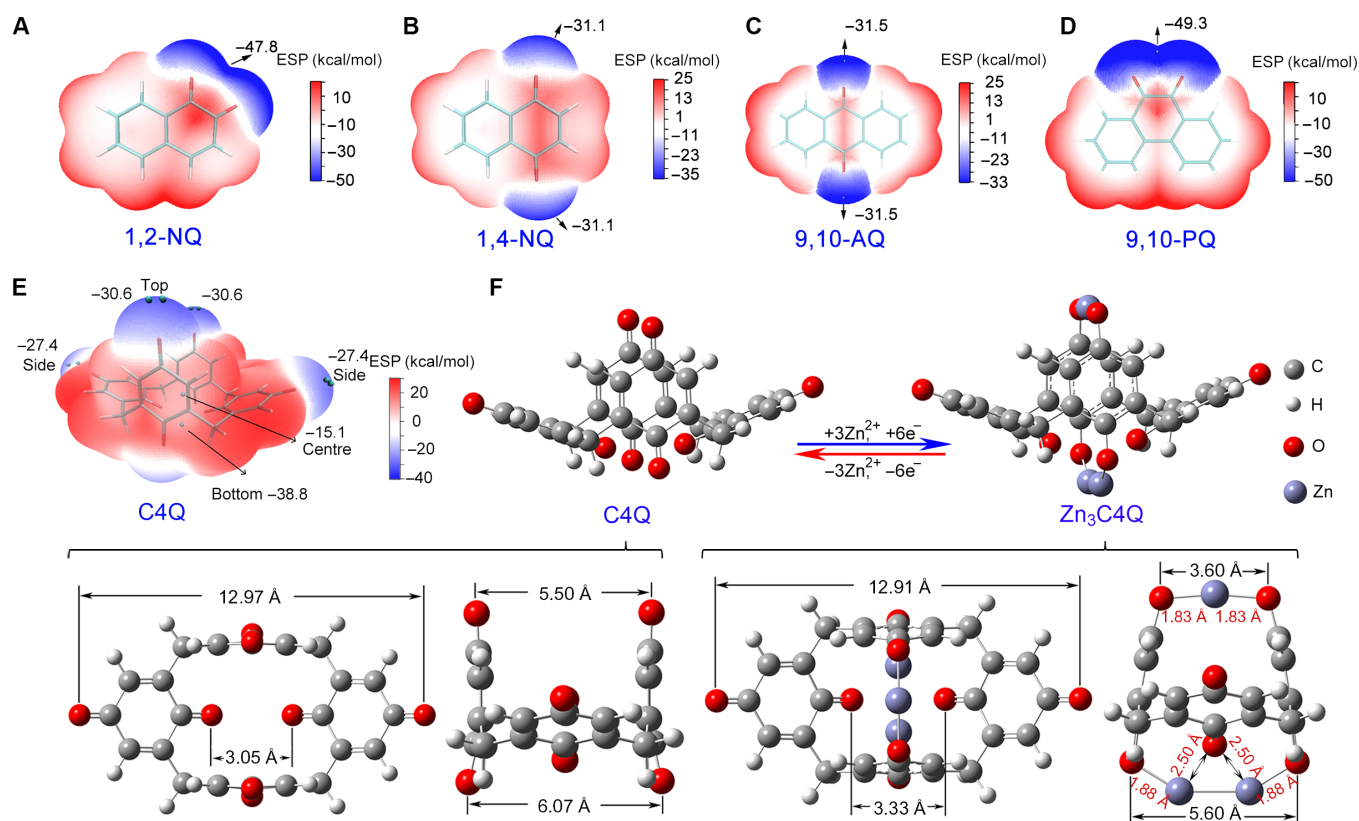 A
−47.8
ESP (kcal/mol)
10
−10
−30
−50
1,2-NQ
B
−31.1
ESP (kcal/mol)
25
13
1
−11
−23
−35
−31.1
1,4-NQ
C
−31.5
ESP (kcal/mol)
25
13
1
−11
−23
−33
−31.5
9,10-AQ
D
−49.3
ESP (kcal/mol)
10
−10
−30
−50
9,10-PQ
E
−30.6
Top
−30.6
−27.4
Side
−27.4
Side
ESP (kcal/mol)
20
0
−20
−40
−15.1
Centre
Bottom −38.8
C4Q
F
+3Zn,²⁺ +6e⁻
−3Zn,²⁺ −6e⁻
C4Q
Zn₃C4Q
C
H
O
Zn
12.97 Å
3.05 Å
5.50 Å
6.07 Å
12.91 Å
3.33 Å
3.60 Å
1.83 Å 1.83 Å
2.50 Å
2.50 Å
1.88 Å
1.88 Å
5.60 Å